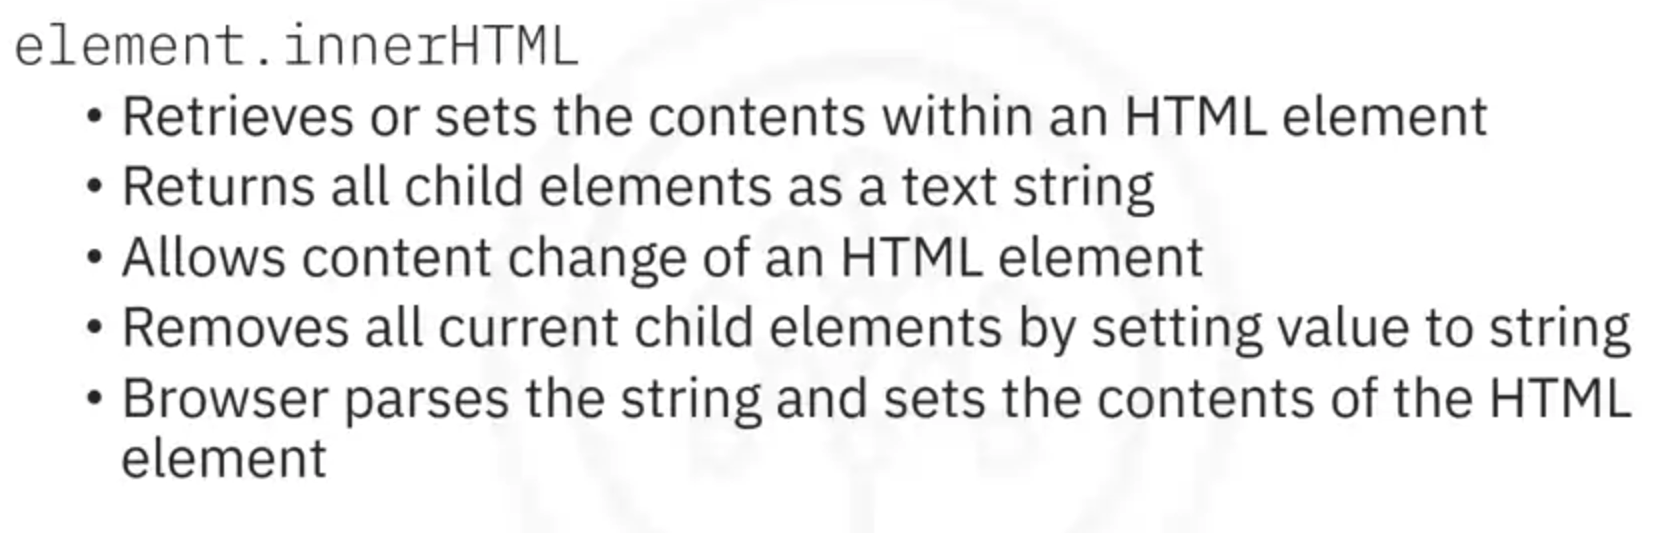 element.innerHTML
• Retrieves or sets the contents within an HTML element
• Returns all child elements as a text string
• Allows content change of an HTML element
• Removes all current child elements by setting value to string
• Browser parses the string and sets the contents of the HTML
element